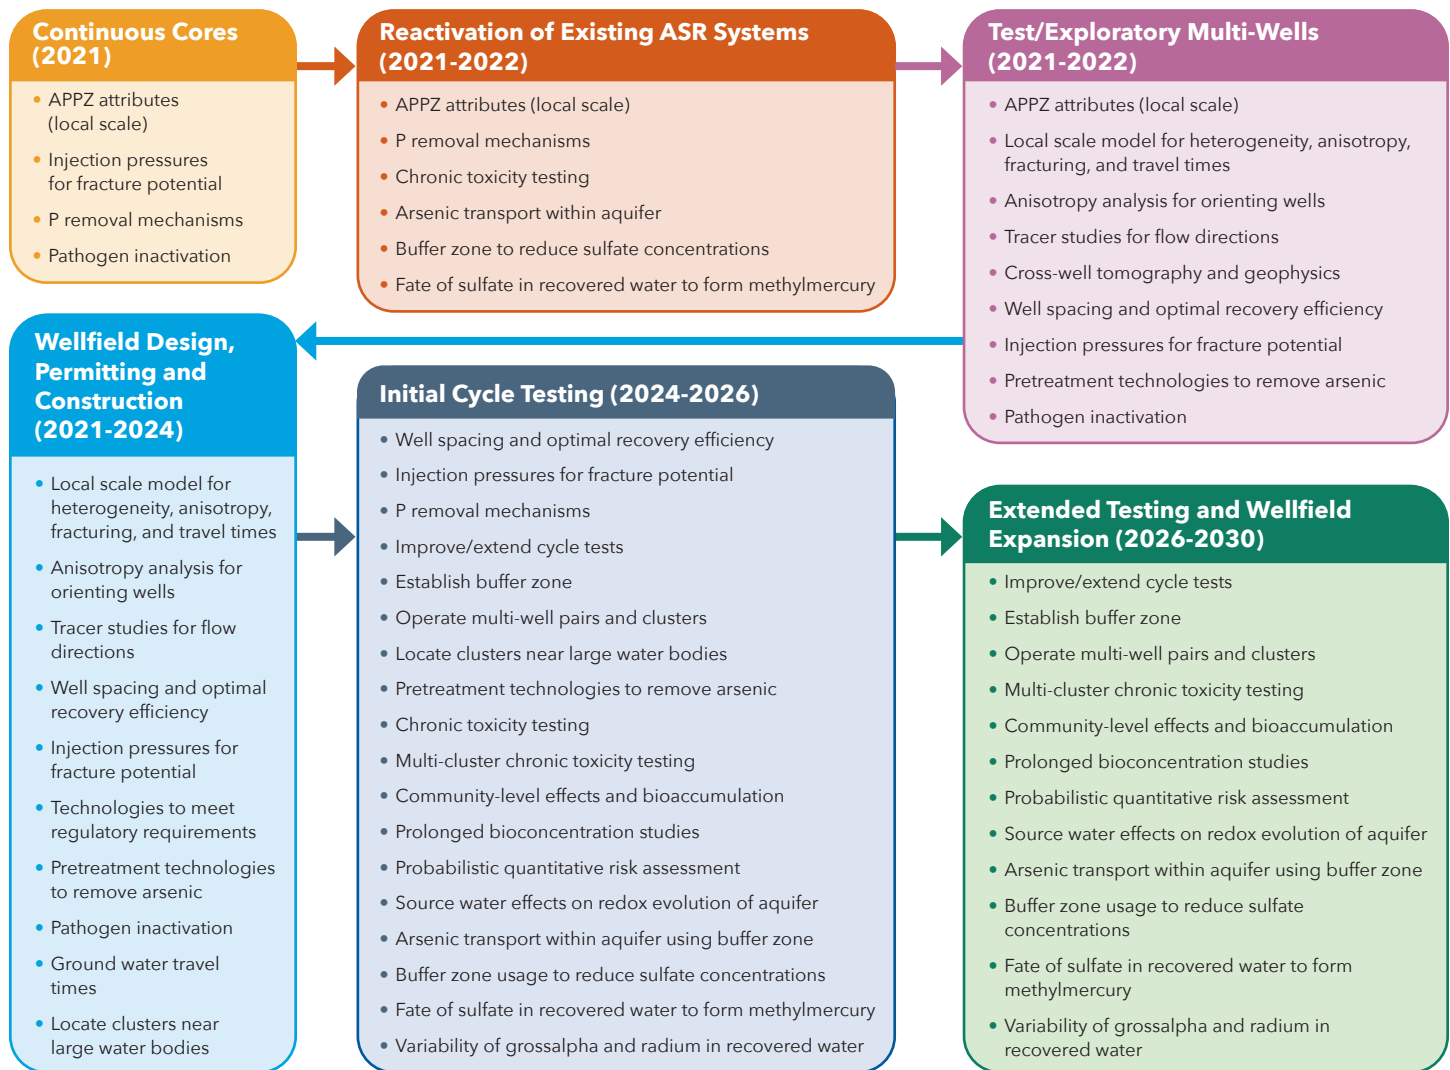 Continuous Cores
(2021)
• APPZ attributes
(local scale)
• Injection pressures
for fracture potential
• P removal mechanisms
• Pathogen inactivation
Reactivation of Existing ASR Systems
(2021-2022)
• APPZ attributes (local scale)
• P removal mechanisms
• Chronic toxicity testing
• Arsenic transport within aquifer
• Buffer zone to reduce sulfate concentrations
• Fate of sulfate in recovered water to form methylmercury
Test/Exploratory Multi-Wells
(2021-2022)
• APPZ attributes (local scale)
• Local scale model for heterogeneity, anisotropy,
fracturing, and travel times
• Anisotropy analysis for orienting wells
• Tracer studies for flow directions
• Cross-well tomography and geophysics
• Well spacing and optimal recovery efficiency
• Injection pressures for fracture potential
• Pretreatment technologies to remove arsenic
• Pathogen inactivation
Wellfield Design,
Permitting and
Construction
(2021-2024)
• Local scale model for
heterogeneity, anisotropy,
fracturing, and travel times
• Anisotropy analysis for
orienting wells
• Tracer studies for flow
directions
• Well spacing and optimal
recovery efficiency
• Injection pressures for
fracture potential
• Technologies to meet
regulatory requirements
• Pretreatment technologies
to remove arsenic
• Pathogen inactivation
• Ground water travel
times
• Locate clusters near
large water bodies
Initial Cycle Testing (2024-2026)
• Well spacing and optimal recovery efficiency
• Injection pressures for fracture potential
• P removal mechanisms
• Improve/extend cycle tests
• Establish buffer zone
• Operate multi-well pairs and clusters
• Locate clusters near large water bodies
• Pretreatment technologies to remove arsenic
• Chronic toxicity testing
• Multi-cluster chronic toxicity testing
• Community-level effects and bioaccumulation
• Prolonged bioconcentration studies
• Probabilistic quantitative risk assessment
• Source water effects on redox evolution of aquifer
• Arsenic transport within aquifer using buffer zone
• Buffer zone usage to reduce sulfate concentrations
• Fate of sulfate in recovered water to form methylmercury
• Variability of grossalpha and radium in recovered water
Extended Testing and Wellfield
Expansion (2026-2030)
• Improve/extend cycle tests
• Establish buffer zone
• Operate multi-well pairs and clusters
• Multi-cluster chronic toxicity testing
• Community-level effects and bioaccumulation
• Prolonged bioconcentration studies
• Probabilistic quantitative risk assessment
• Source water effects on redox evolution of aquifer
• Arsenic transport within aquifer using buffer zone
• Buffer zone usage to reduce sulfate
concentrations
• Fate of sulfate in recovered water to form
methylmercury
• Variability of grossalpha and radium in
recovered water